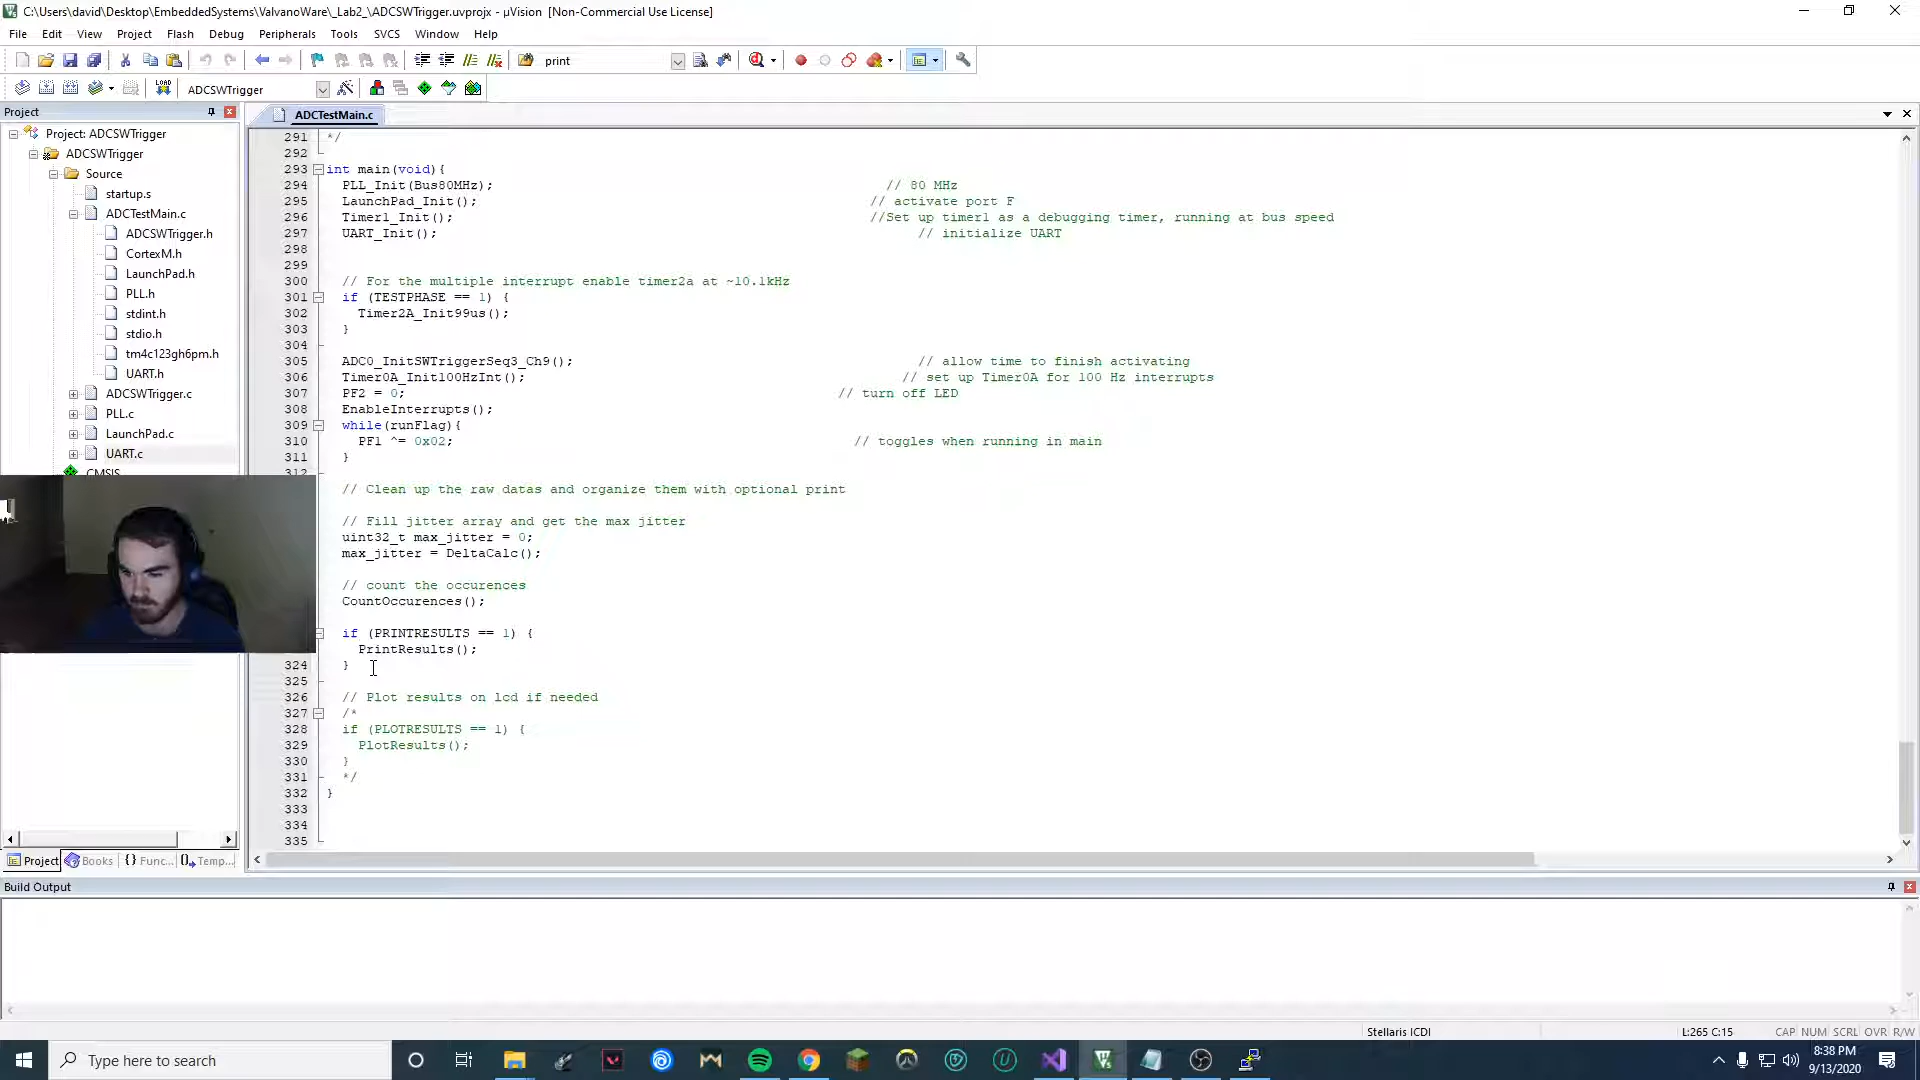 C:\Users\david\Desktop\EmbeddedSystems\ValvanoWare\_Lab2_\ADCSWTrigger.uvprojx - µVision [Non-Commercial Use License]
File Edit View Project Flash Debug Peripherals Tools SVCS Window Help
print
LOAD ADCSWTrigger
Project
ADCTestMain.c
Project: ADCSWTrigger
ADCSWTrigger
Source
startup.s
ADCTestMain.c
ADCSWTrigger.h
CortexM.h
LaunchPad.h
PLL.h
stdint.h
stdio.h
tm4c123gh6pm.h
UART.h
ADCSWTrigger.c
PLL.c
LaunchPad.c
UART.c
CMSIS
291 */
292
293 int main(void){
294 PLL_Init(Bus80MHz); // 80 MHz
295 LaunchPad_Init(); // activate port F
296 Timer1_Init(); //Set up timer1 as a debugging timer, running at bus speed
297 UART_Init(); // initialize UART
298
299
300 // For the multiple interrupt enable timer2a at ~10.1kHz
301 if (TESTPHASE == 1) {
302 Timer2A_Init99us();
303 }
304
305 ADC0_InitSWTriggerSeq3_Ch9(); // allow time to finish activating
306 Timer0A_Init100HzInt(); // set up Timer0A for 100 Hz interrupts
307 PF2 = 0; // turn off LED
308 EnableInterrupts();
309 while(runFlag){
310 PF1 ^= 0x02; // toggles when running in main
311 }
312
// Clean up the raw datas and organize them with optional print
// Fill jitter array and get the max jitter
uint32_t max_jitter = 0;
max_jitter = DeltaCalc();
// count the occurences
CountOccurences();
if (PRINTRESULTS == 1) {
PrintResults();
324 }
325
326 // Plot results on lcd if needed
327 /*
328 if (PLOTRESULTS == 1) {
329 PlotResults();
330 }
331 */
332 }
333
334
335
Project Books {} Func... Temp...
Build Output
Stellaris ICDI L:265 C:15 CAP NUM SCRL OVR R/W
Type here to search
8:38 PM
9/13/2020